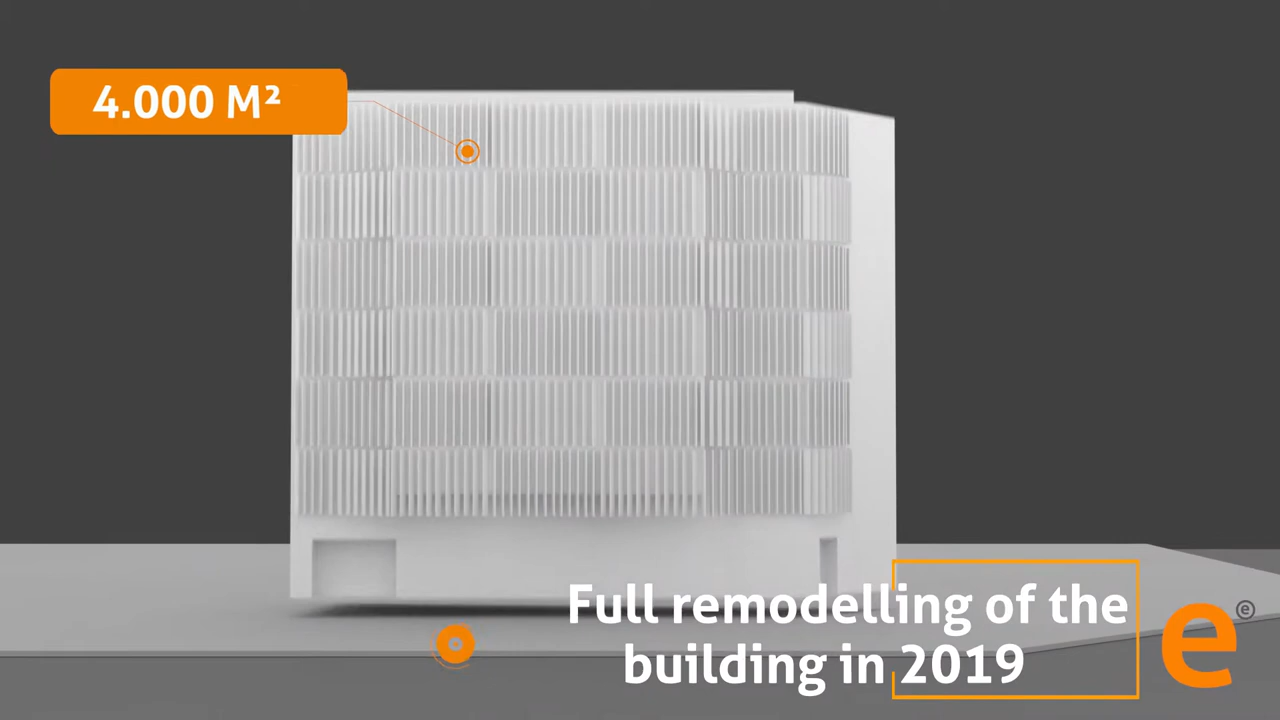 4.000 M²
Full remodelling of the
building in 2019
e e